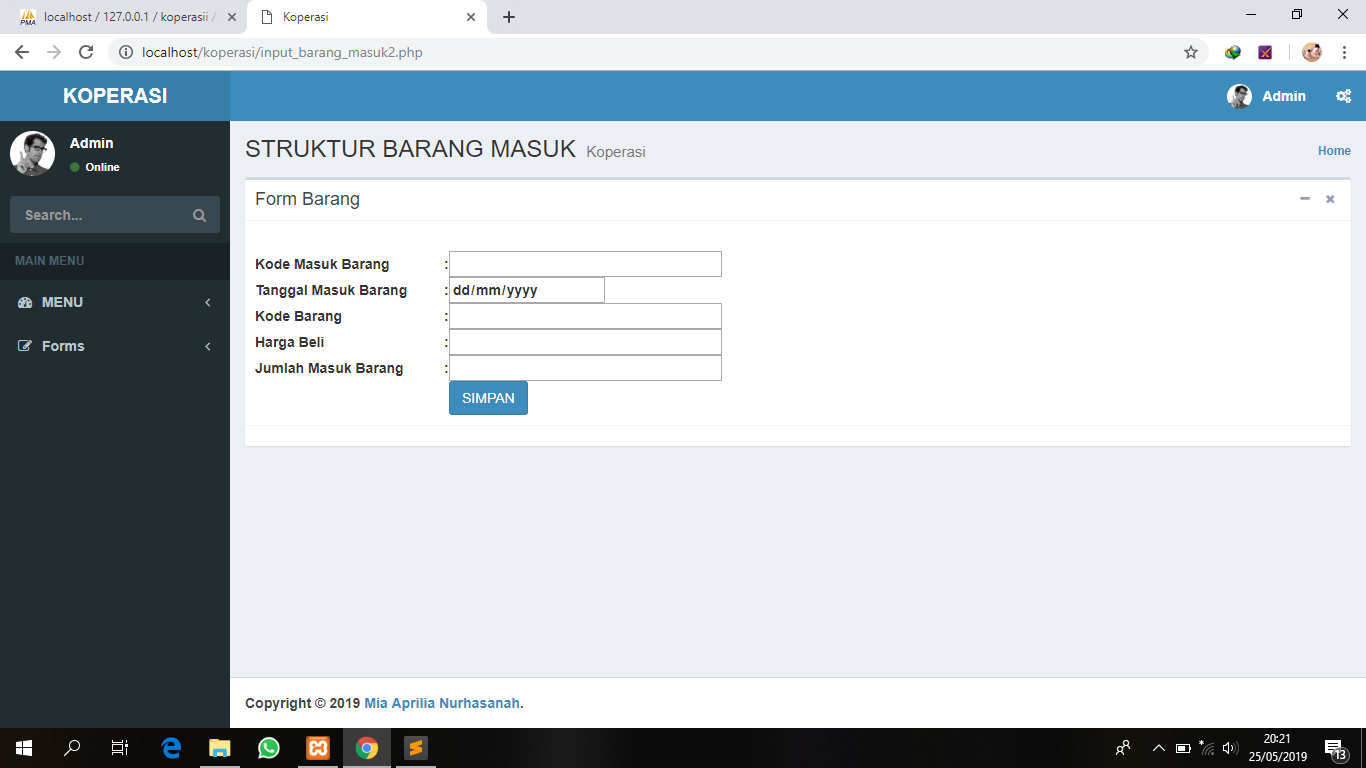 localhost / 127.0.0.1 / koperasii /
Koperasi
localhost/koperasi/input_barang_masuk2.php
KOPERASI
Admin
Admin
Online
Search...
MAIN MENU
MENU
Forms
STRUKTUR BARANG MASUK Koperasi
Home
Form Barang
Kode Masuk Barang :
Tanggal Masuk Barang : dd/mm/yyyy
Kode Barang :
Harga Beli :
Jumlah Masuk Barang :
SIMPAN
Copyright © 2019 Mia Aprilia Nurhasanah.
20:21
25/05/2019
13